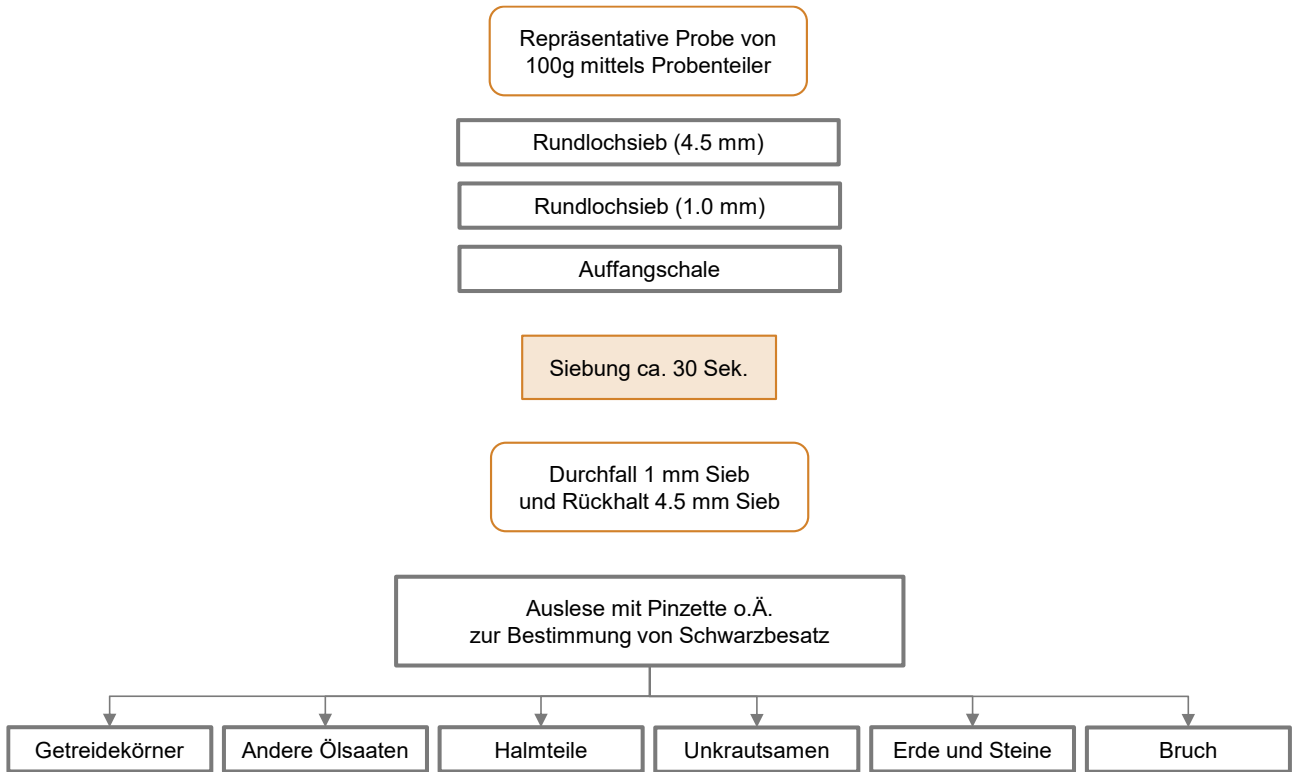 Repräsentative Probe von
100g mittels Probenteiler
Rundlochsieb (4.5 mm)
Rundlochsieb (1.0 mm)
Auffangschale
Siebung ca. 30 Sek.
Durchfall 1 mm Sieb
und Rückhalt 4.5 mm Sieb
Auslese mit Pinzette o.Ä.
zur Bestimmung von Schwarzbesatz
Getreidekörner
Andere Ölsaaten
Halmteile
Unkrautsamen
Erde und Steine
Bruch